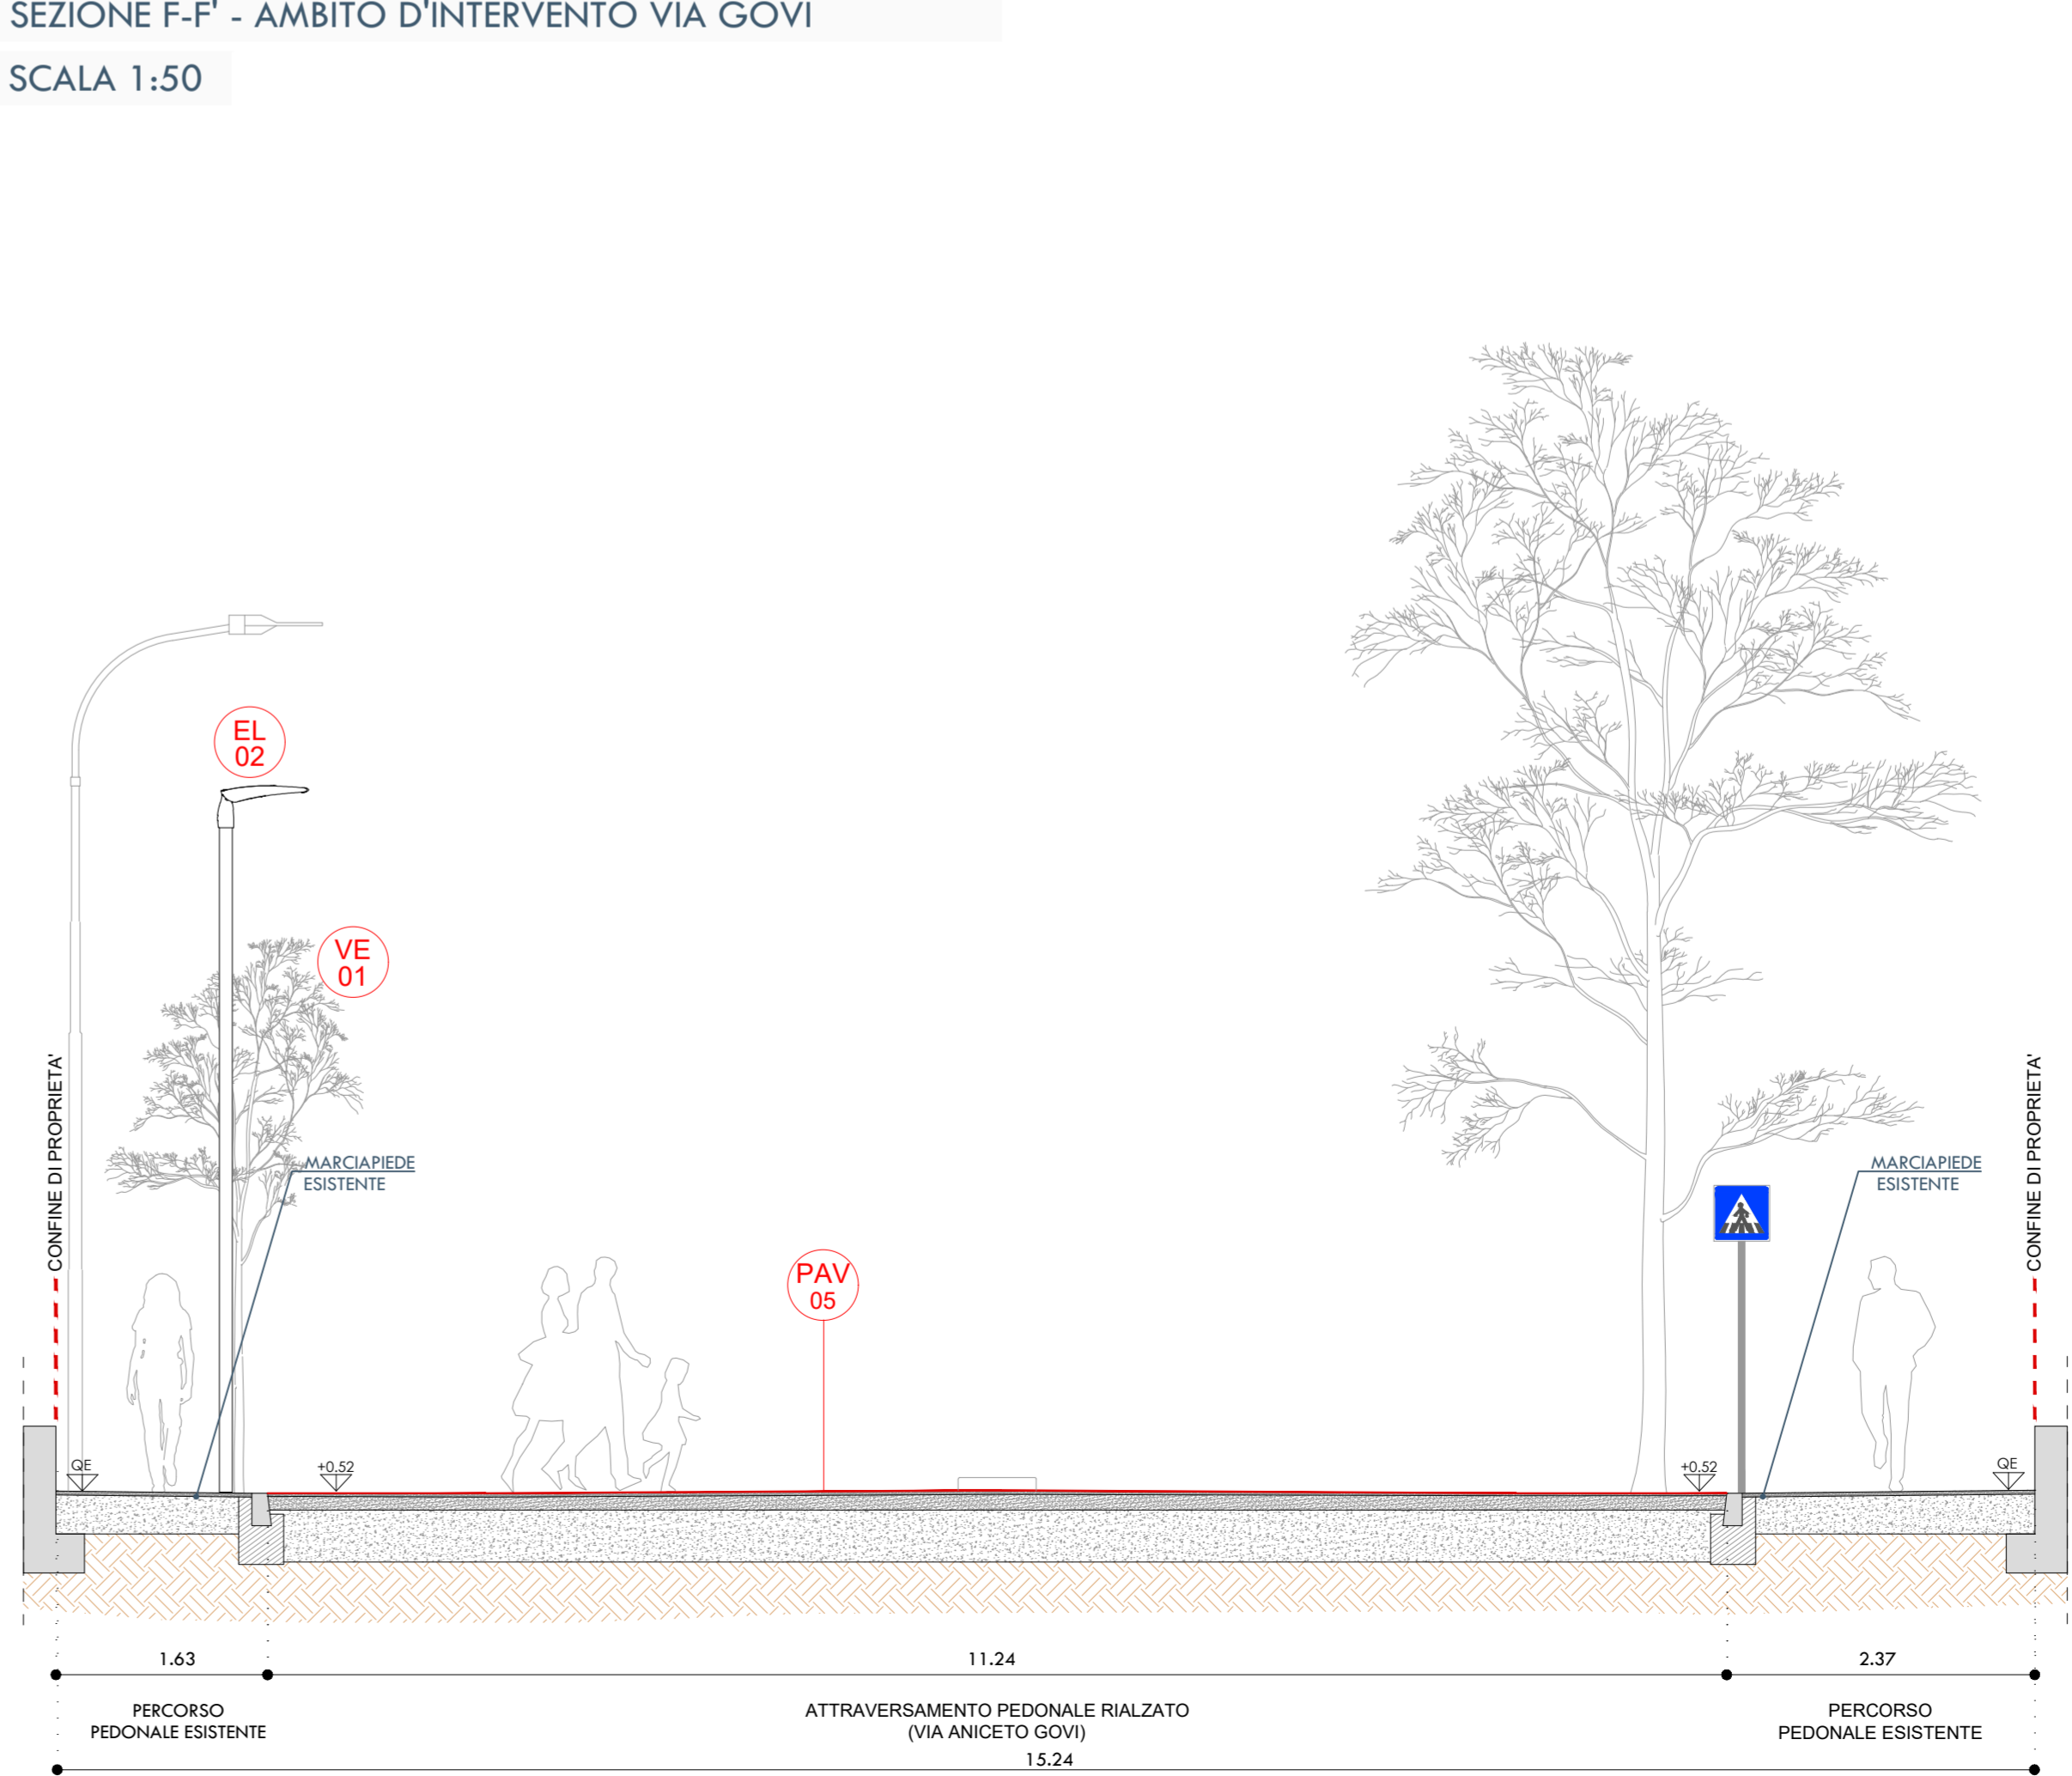 SEZIONE F-F' - AMBITO D'INTERVENTO VIA GOVI
SCALA 1:50
EL
02
VE
01
CONFINE DI PROPRIETA'
MARCIAPIEDE
ESISTENTE
PAV
05
MARCIAPIEDE
ESISTENTE
CONFINE DI PROPRIETA'
QE
+0.52
+0.52
QE
1.63
11.24
2.37
PERCORSO
PEDONALE ESISTENTE
ATTRAVERSAMENTO PEDONALE RIALZATO
(VIA ANICETO GOVI)
PERCORSO
PEDONALE ESISTENTE
15.24